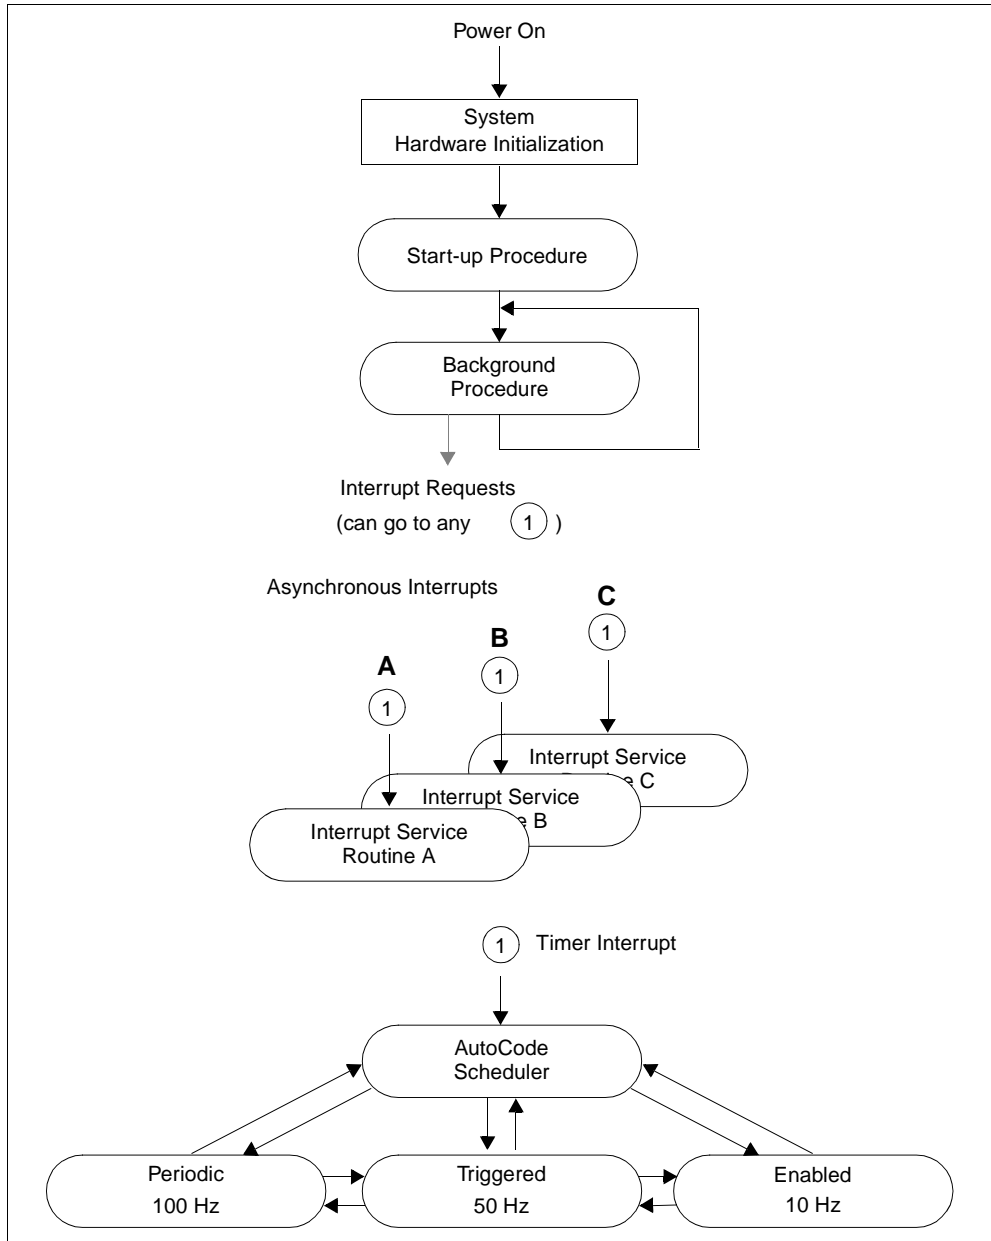 Power On
System
Hardware Initialization
Start-up Procedure
Background
Procedure
Interrupt Requests
(can go to any 1 )
Asynchronous Interrupts
C
1
B
1
A
1
Interrupt Service
C
Interrupt Service
B
Interrupt Service
Routine A
1 Timer Interrupt
AutoCode
Scheduler
Periodic
100 Hz
Triggered
50 Hz
Enabled
10 Hz